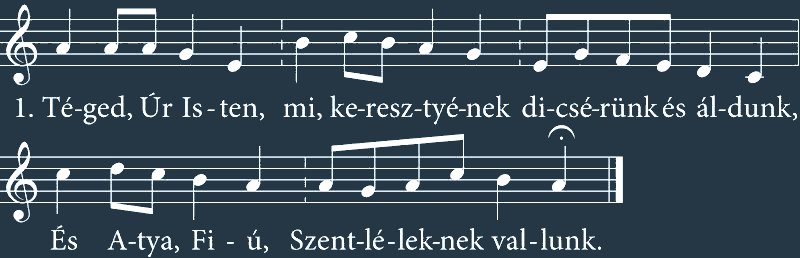 1. Té-ged, Úr Is-ten, mi, ke-resz-tyé-nek di-csé-rünk és ál-dunk,
És A-tya, Fi - ú, Szent-lé-lek-nek val-lunk.